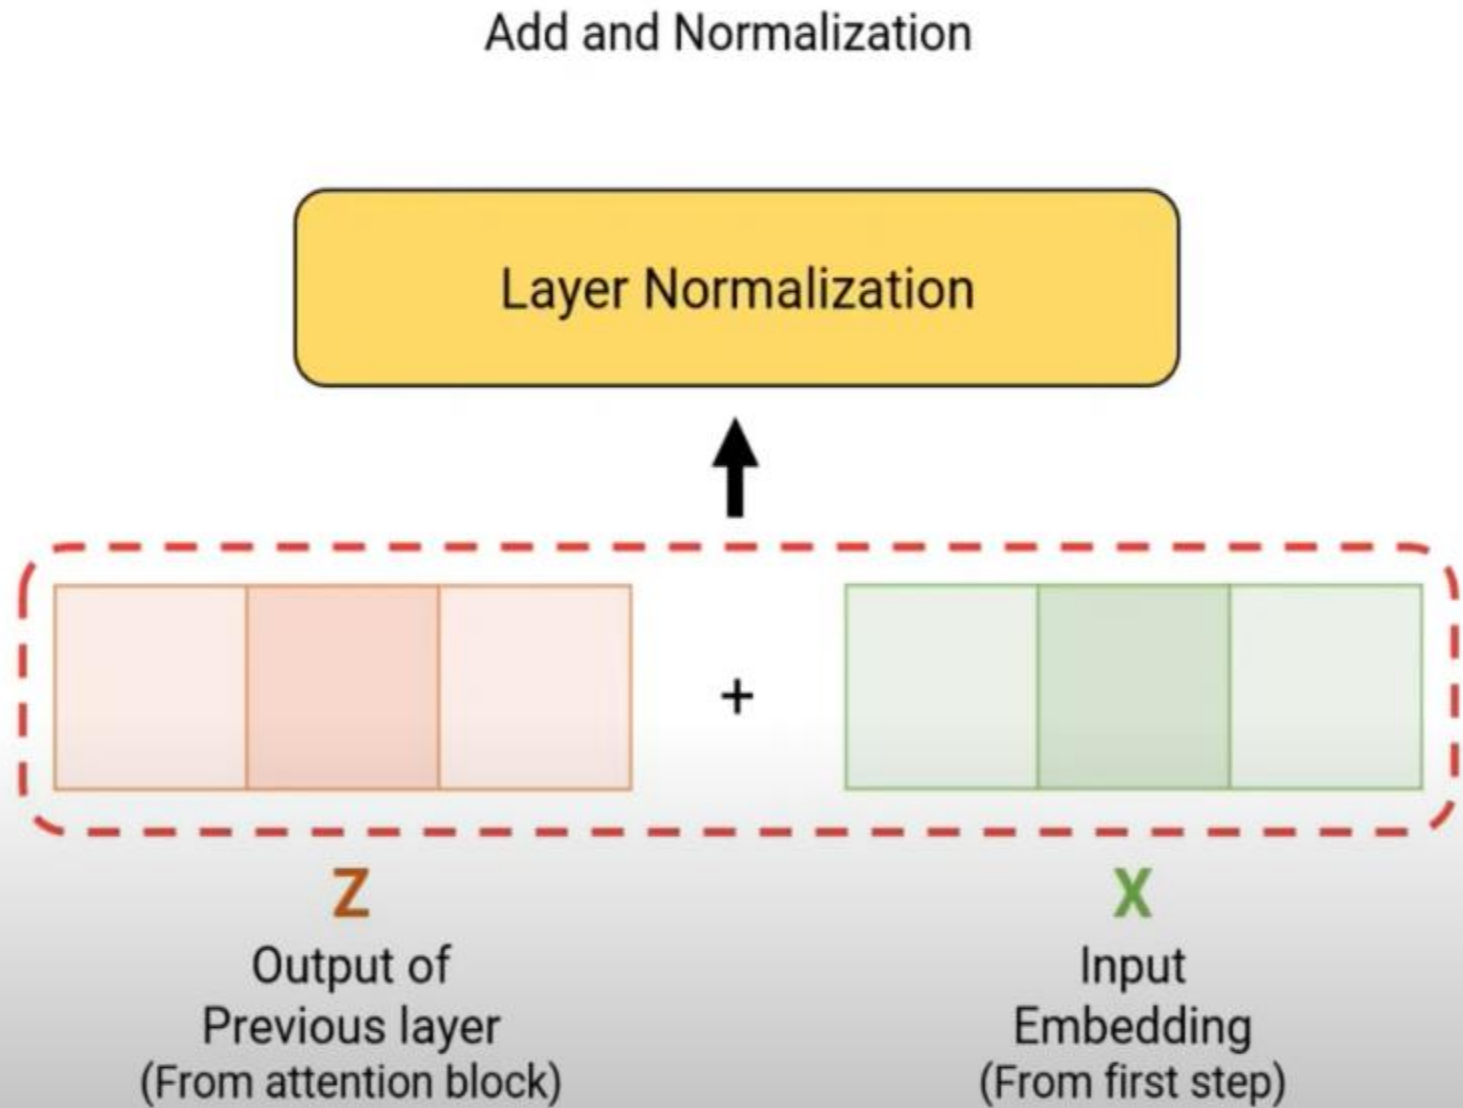 Add and Normalization
Layer Normalization
+
Z
Output of
Previous layer
(From attention block)
X
Input
Embedding
(From first step)